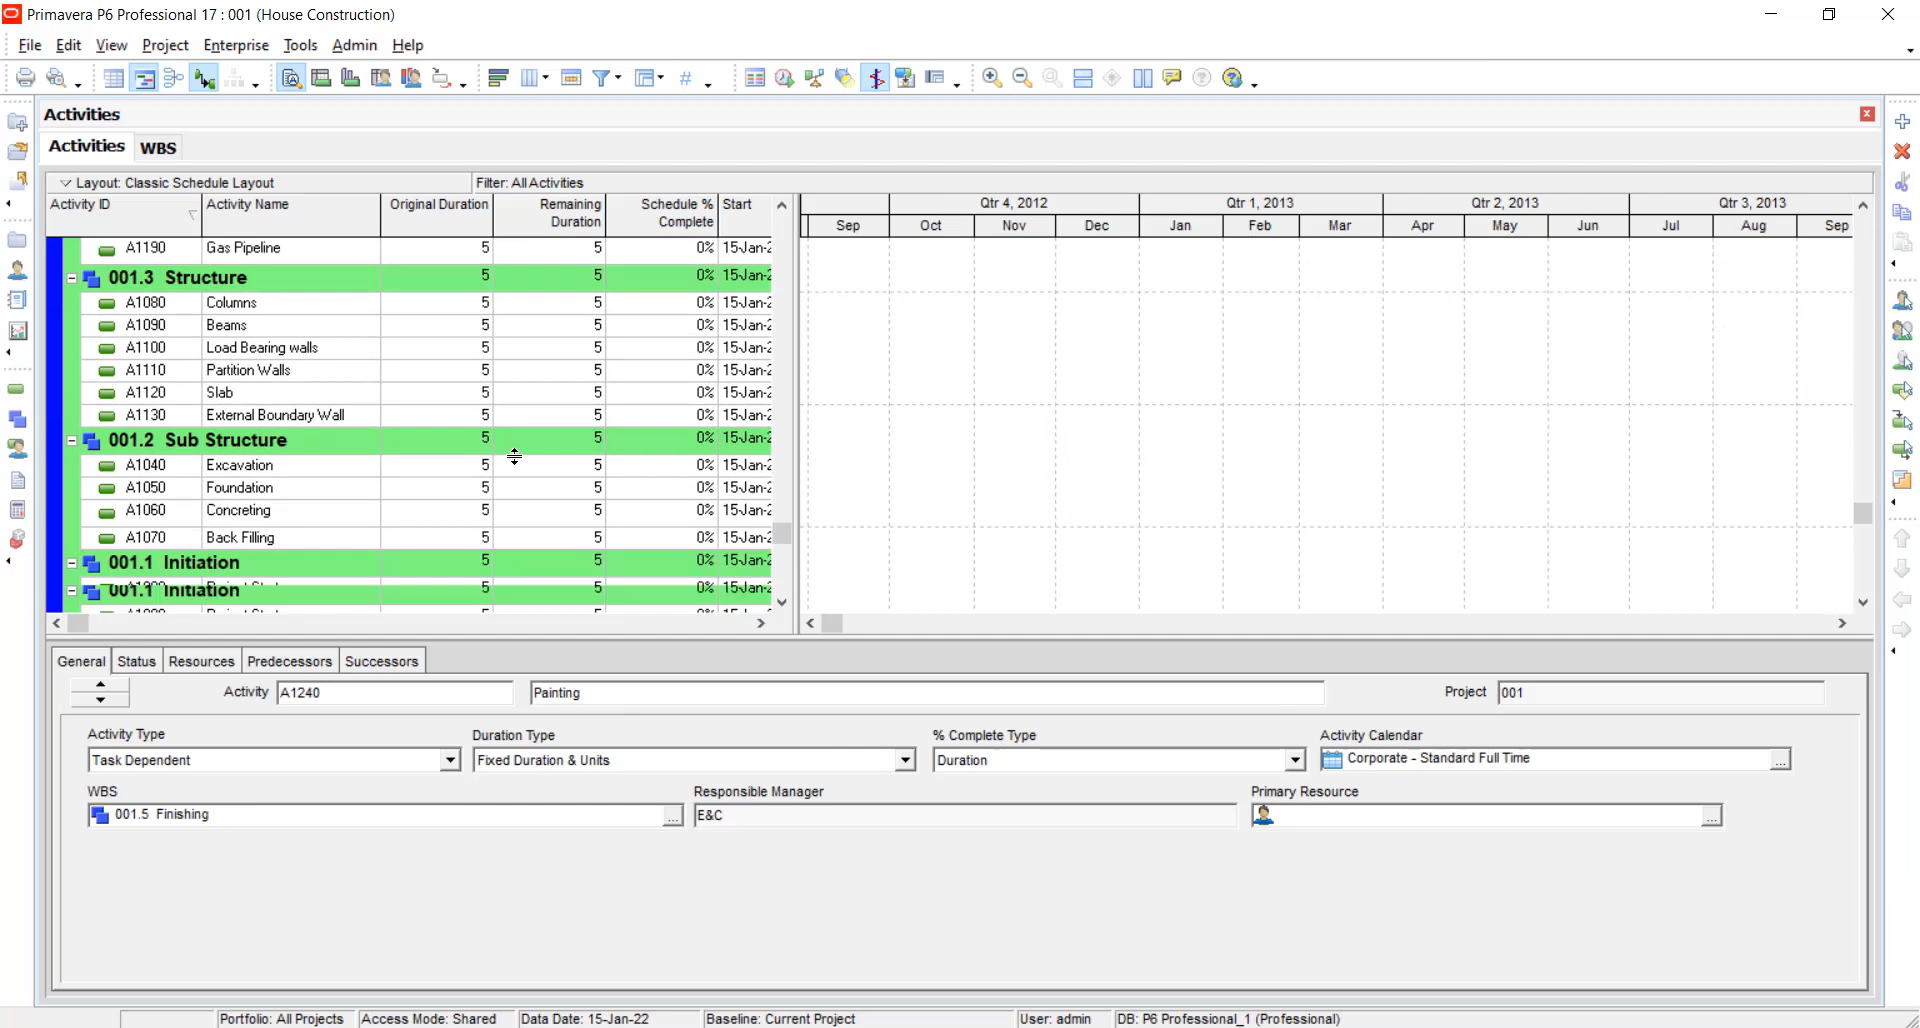 Primavera P6 Professional 17 : 001 (House Construction)
File Edit View Project Enterprise Tools Admin Help
Activities
Activities WBS
Layout: Classic Schedule Layout Filter: All Activities
Activity ID Activity Name Original Duration Remaining Duration Schedule % Complete Start
Qtr 4, 2012 Qtr 1, 2013 Qtr 2, 2013 Qtr 3, 2013
Sep Oct Nov Dec Jan Feb Mar Apr May Jun Jul Aug Sep
A1190 Gas Pipeline 5 5 0% 15-Jan-2
001.3 Structure 5 5 0% 15-Jan-2
A1080 Columns 5 5 0% 15-Jan-2
A1090 Beams 5 5 0% 15-Jan-2
A1100 Load Bearing walls 5 5 0% 15-Jan-2
A1110 Partition Walls 5 5 0% 15-Jan-2
A1120 Slab 5 5 0% 15-Jan-2
A1130 External Boundary Wall 5 5 0% 15-Jan-2
001.2 Sub Structure 5 5 0% 15-Jan-2
A1040 Excavation 5 5 0% 15-Jan-2
A1050 Foundation 5 5 0% 15-Jan-2
A1060 Concreting 5 5 0% 15-Jan-2
A1070 Back Filling 5 5 0% 15-Jan-2
001.1 Initiation 5 5 0% 15-Jan-2
001.1 Initiation 5 5 0% 15-Jan-2
General Status Resources Predecessors Successors
Activity A1240 Painting Project 001
Activity Type Duration Type % Complete Type Activity Calendar
Task Dependent Fixed Duration & Units Duration Corporate - Standard Full Time ...
WBS Responsible Manager Primary Resource
001.5 Finishing ... E&C ...
Portfolio: All Projects Access Mode: Shared Data Date: 15-Jan-22 Baseline: Current Project User: admin DB: P6 Professional_1 (Professional)